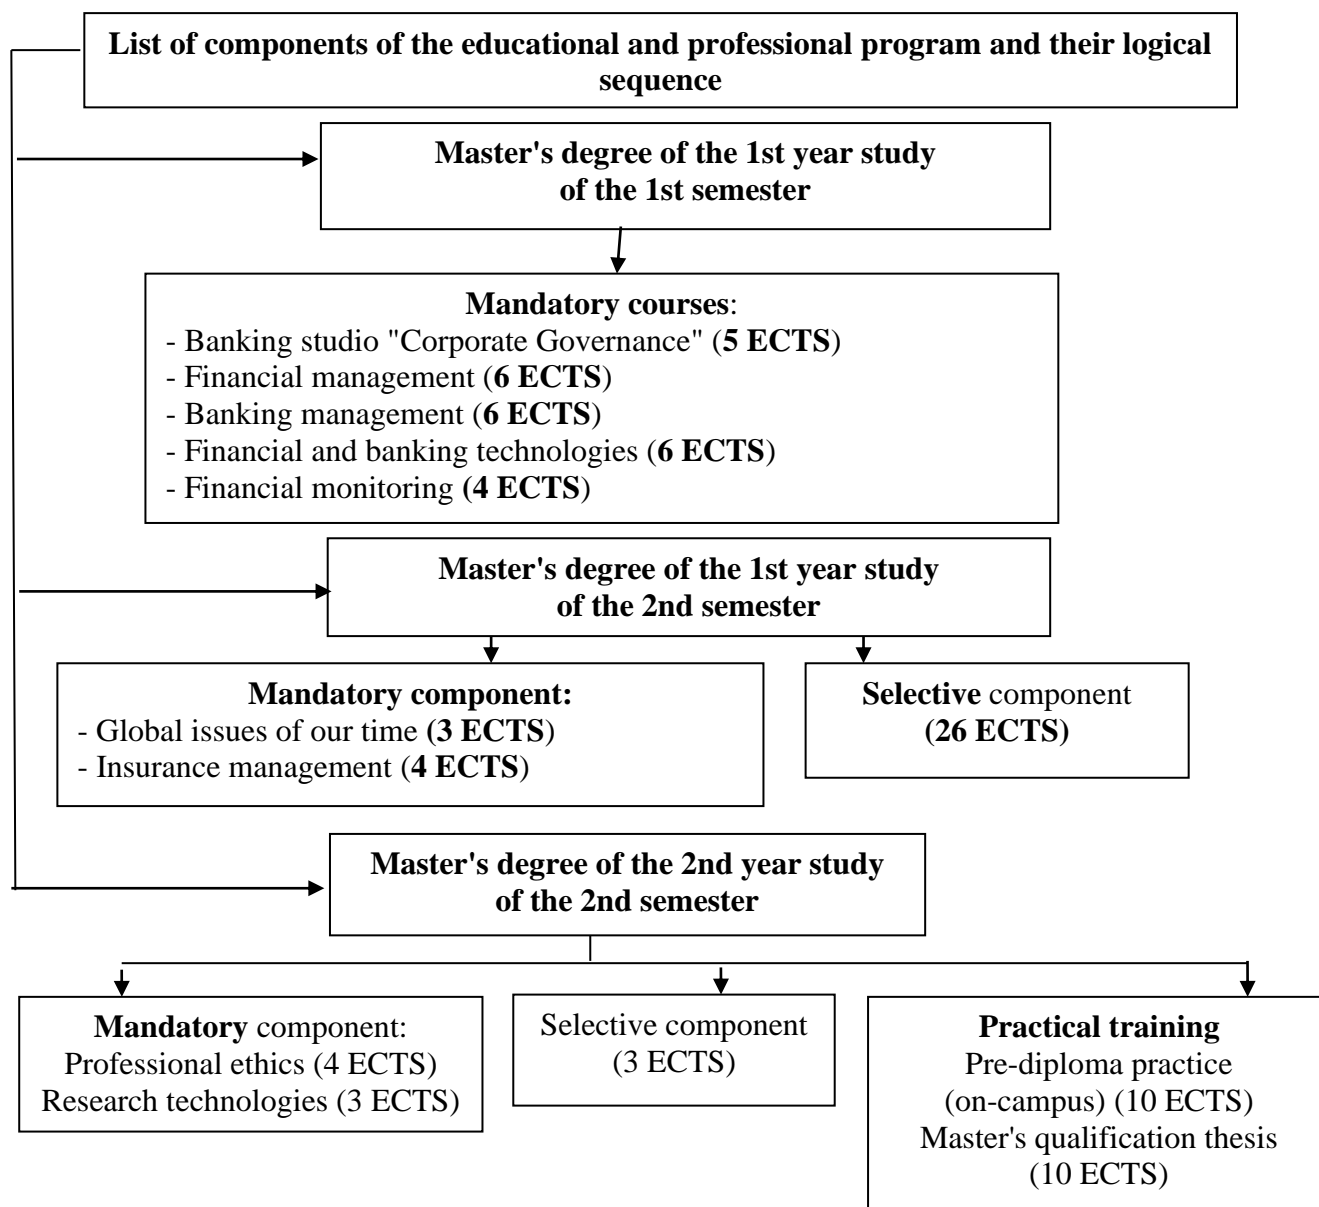 List of components of the educational and professional program and their logical
sequence
Master's degree of the 1st year study
of the 1st semester
Mandatory courses:
- Banking studio "Corporate Governance" (5 ECTS)
- Financial management (6 ECTS)
- Banking management (6 ECTS)
- Financial and banking technologies (6 ECTS)
- Financial monitoring (4 ECTS)
Master's degree of the 1st year study
of the 2nd semester
Mandatory component:
- Global issues of our time (3 ECTS)
- Insurance management (4 ECTS)
Selective component
(26 ECTS)
Master's degree of the 2nd year study
of the 2nd semester
Mandatory component:
Professional ethics (4 ECTS)
Research technologies (3 ECTS)
Selective component
(3 ECTS)
Practical training
Pre-diploma practice
(on-campus) (10 ECTS)
Master's qualification thesis
(10 ECTS)